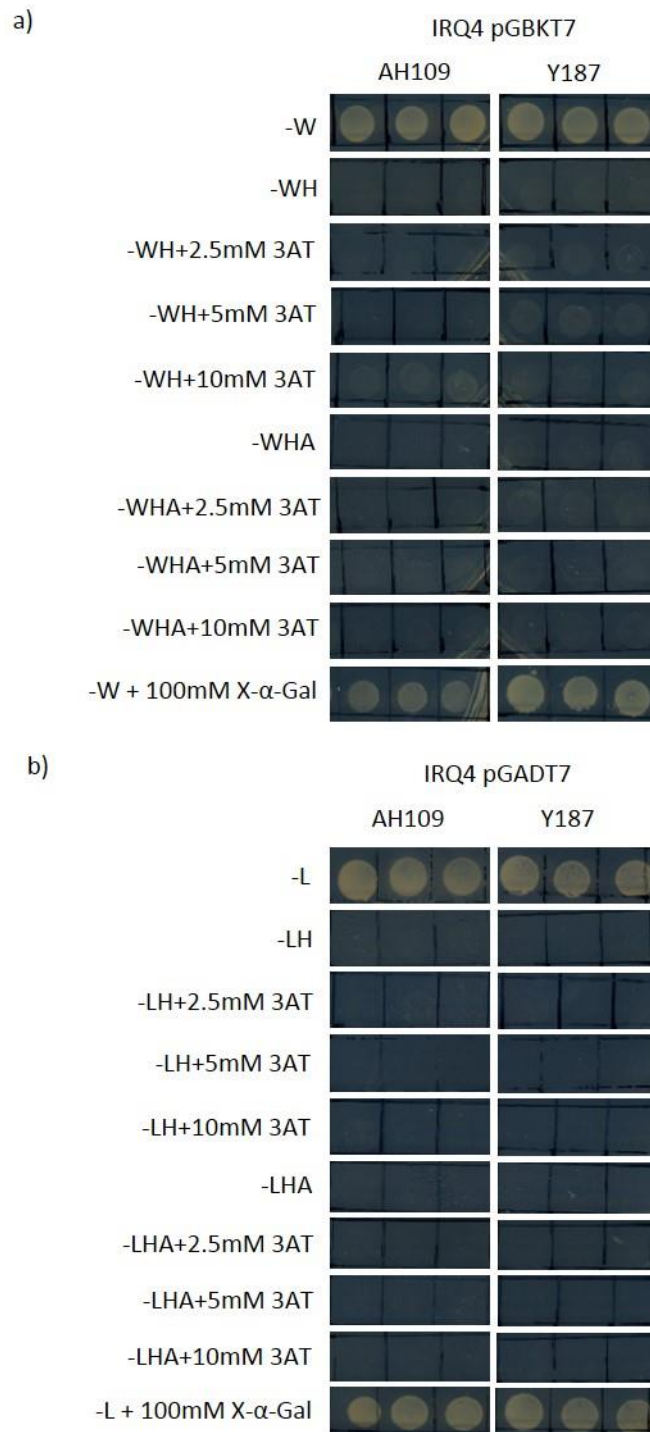 a)
IRQ4 pGBKT7
AH109 Y187
-W
-WH
-WH+2.5mM 3AT
-WH+5mM 3AT
-WH+10mM 3AT
-WHA
-WHA+2.5mM 3AT
-WHA+5mM 3AT
-WHA+10mM 3AT
-W + 100mM X-α-Gal
b)
IRQ4 pGADT7
AH109 Y187
-L
-LH
-LH+2.5mM 3AT
-LH+5mM 3AT
-LH+10mM 3AT
-LHA
-LHA+2.5mM 3AT
-LHA+5mM 3AT
-LHA+10mM 3AT
-L + 100mM X-α-Gal